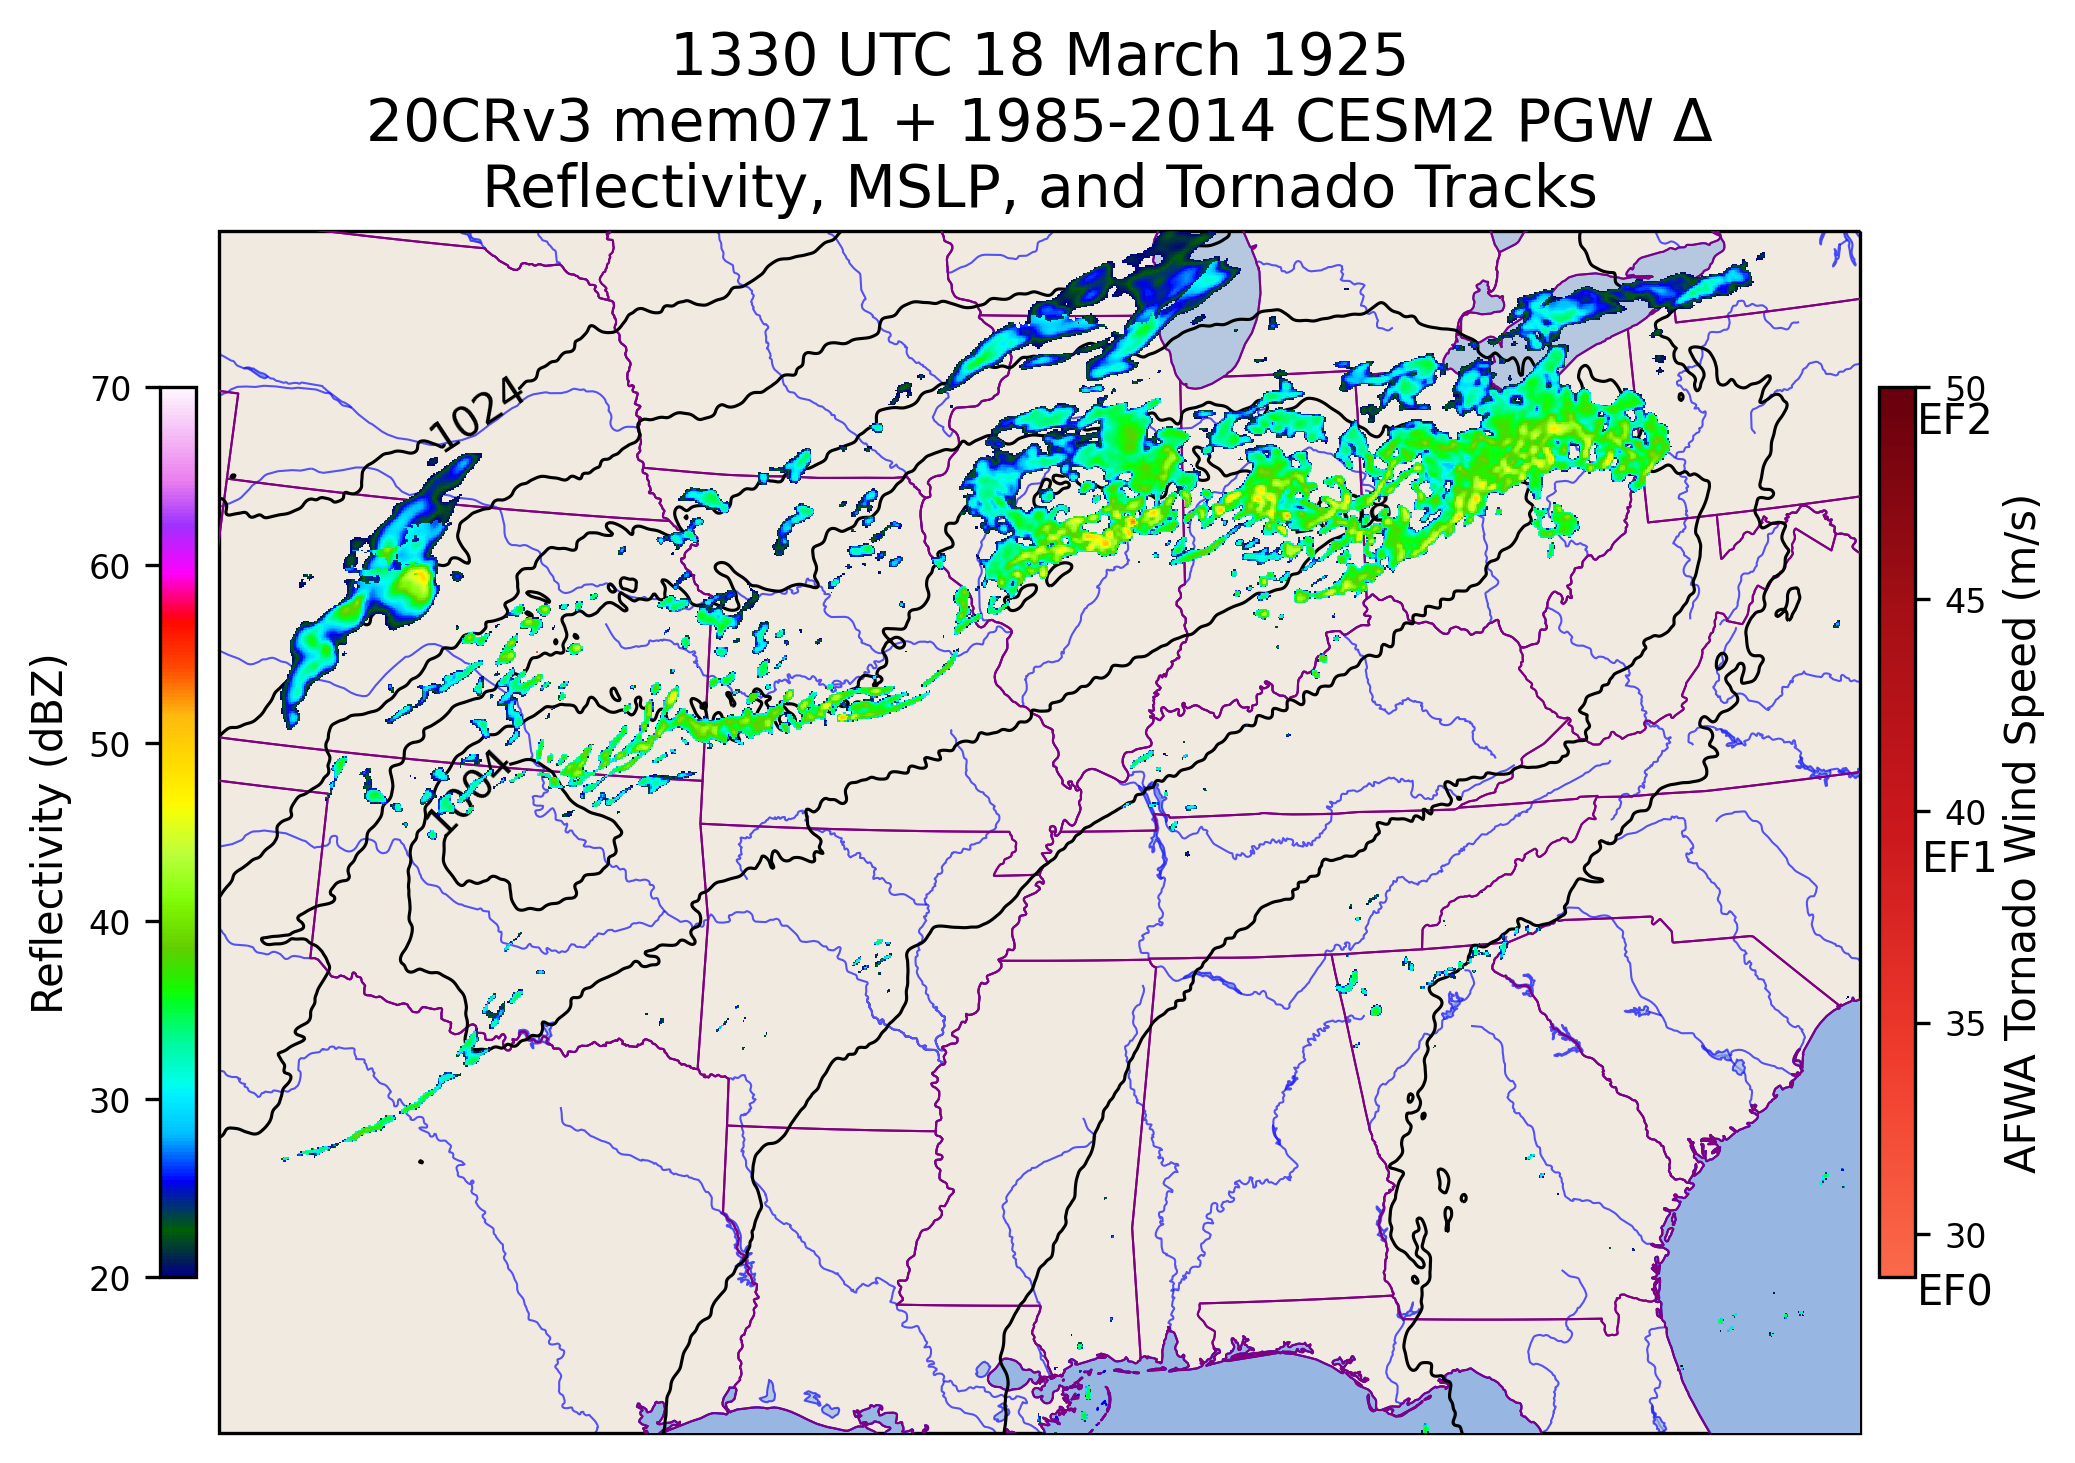 1330 UTC 18 March 1925
20CRv3 mem071 + 1985-2014 CESM2 PGW Δ
Reflectivity, MSLP, and Tornado Tracks
1024
1004
70
60
50
40
30
20
Reflectivity (dBZ)
50
EF2
45
40
EF1
35
30
EF0
AFWA Tornado Wind Speed (m/s)